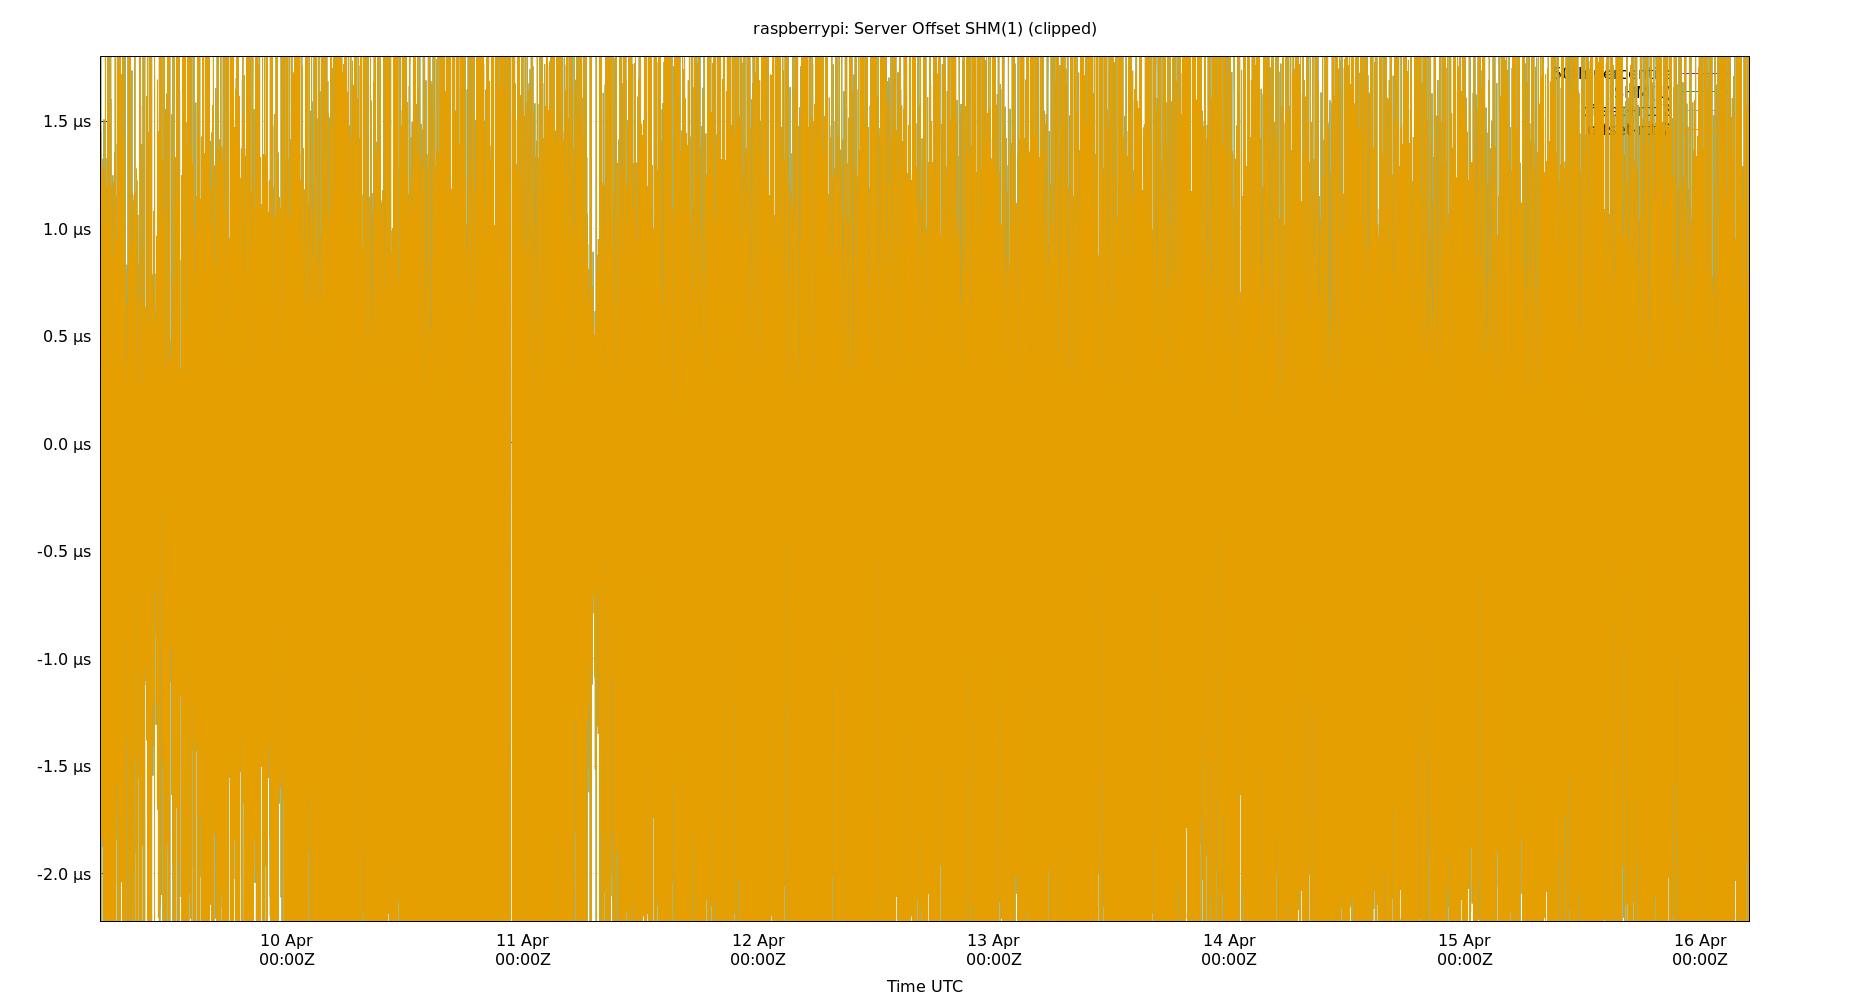 raspberrypi: Server Offset SHM(1) (clipped)
1.5 µs
1.0 µs
0.5 µs
0.0 µs
-0.5 µs
-1.0 µs
-1.5 µs
-2.0 µs
10 Apr 11 Apr 12 Apr 13 Apr 14 Apr 15 Apr 16 Apr
00:00Z 00:00Z 00:00Z 00:00Z 00:00Z 00:00Z 00:00Z
Time UTC